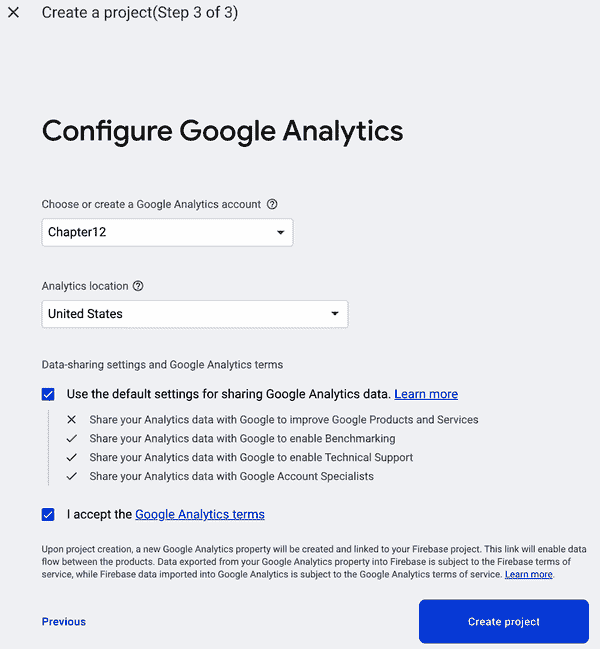 Create a project(Step 3 of 3)
Configure Google Analytics
Choose or create a Google Analytics account
Chapter12
Analytics location
United States
Data-sharing settings and Google Analytics terms
Use the default settings for sharing Google Analytics data. Learn more
Share your Analytics data with Google to improve Google Products and Services
Share your Analytics data with Google to enable Benchmarking
Share your Analytics data with Google to enable Technical Support
Share your Analytics data with Google Account Specialists
I accept the Google Analytics terms
Upon project creation, a new Google Analytics property will be created and linked to your Firebase project. This link will enable data
flow between the products. Data exported from your Google Analytics property into Firebase is subject to the Firebase terms of
service, while Firebase data imported into Google Analytics is subject to the Google Analytics terms of service. Learn more.
Previous
Create project